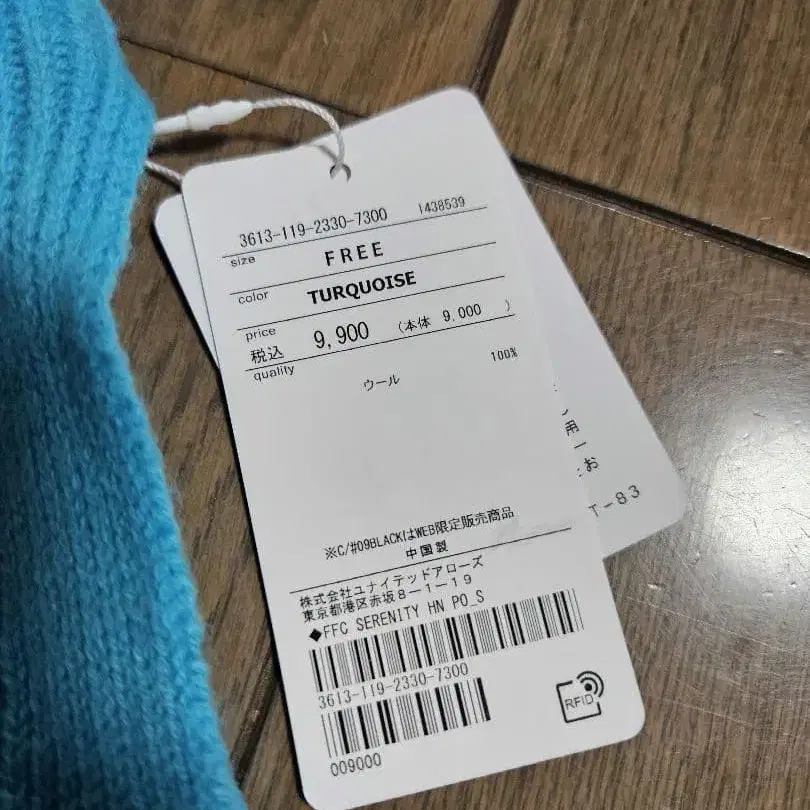 3613-119-2330-7300 1438539
size FREE
color TURQUOISE
price
税込 9,900 (本体 9,000 )
quality
ウール 100%
※C/#09BLACKはWEB限定販売商品
中国製
株式会社ユナイテッドアローズ
東京都港区赤坂8-1-19
◆FFC SERENITY HN PO_S
3613-119-2330-7300
009000
RFID
用
お
T-83